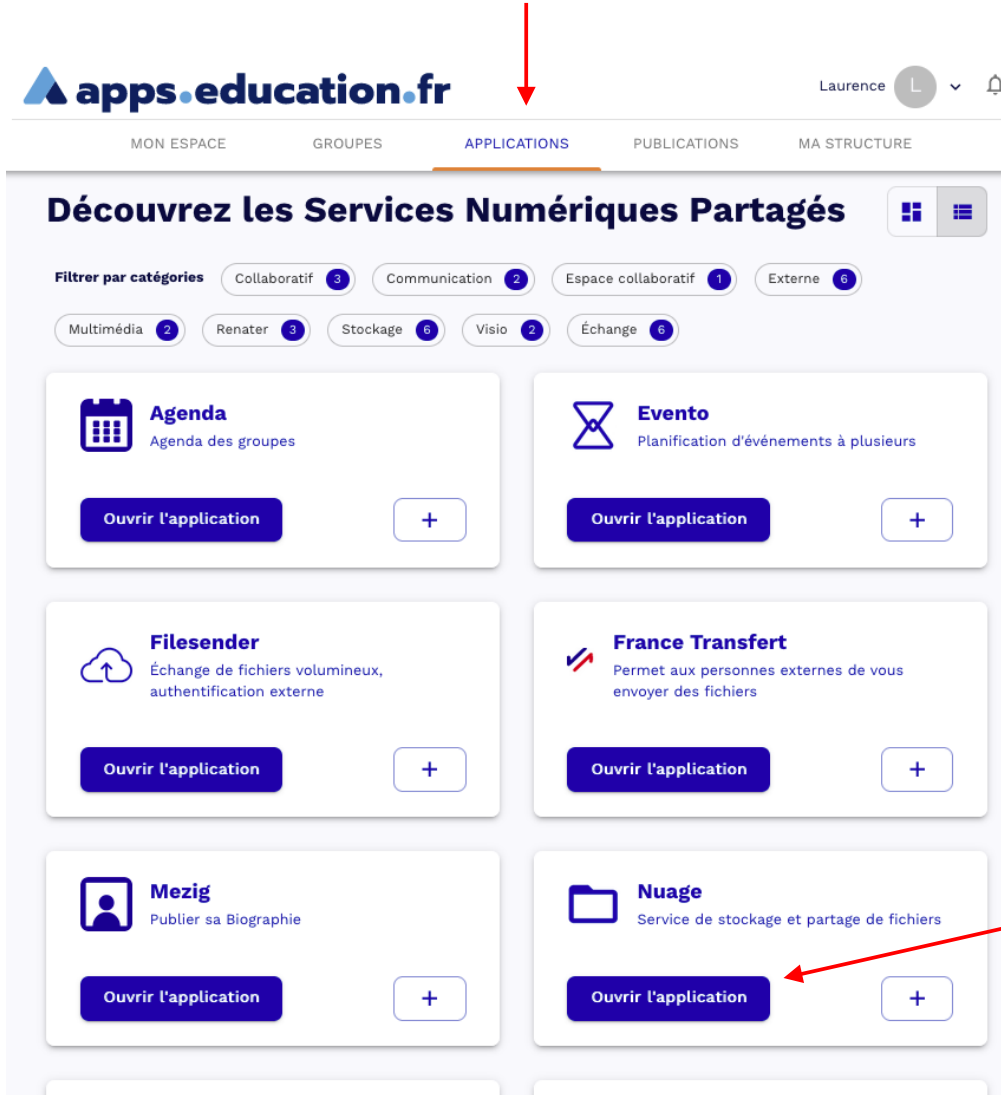 apps.education.fr
Laurence L
MON ESPACE GROUPES APPLICATIONS PUBLICATIONS MA STRUCTURE
Découvrez les Services Numériques Partagés
Filtrer par catégories Collaboratif 3 Communication 2 Espace collaboratif 1 Externe 6
Multimédia 2 Renater 3 Stockage 6 Visio 2 Échange 6
Agenda
Agenda des groupes
Ouvrir l'application +
Evento
Planification d'événements à plusieurs
Ouvrir l'application +
Filesender
Échange de fichiers volumineux,
authentification externe
Ouvrir l'application +
France Transfert
Permet aux personnes externes de vous
envoyer des fichiers
Ouvrir l'application +
Mezig
Publier sa Biographie
Ouvrir l'application +
Nuage
Service de stockage et partage de fichiers
Ouvrir l'application +